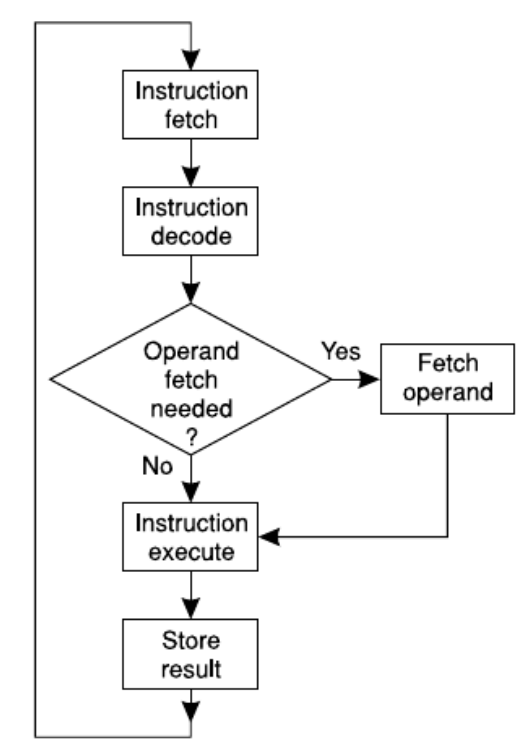 Instruction
fetch
Instruction
decode
Operand
fetch
needed
?
Yes
Fetch
operand
No
Instruction
execute
Store
result